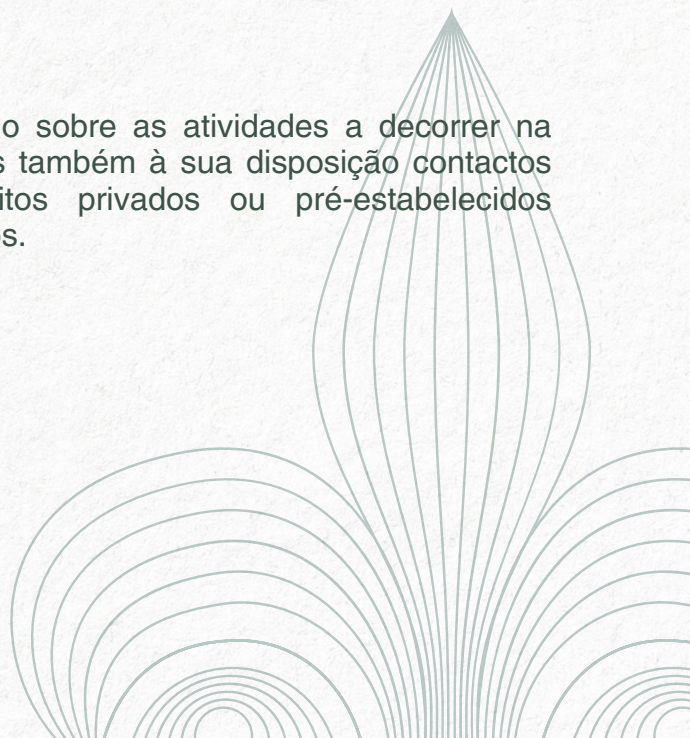 o sobre as atividades a decorrer na
s também à sua disposição contactos
itos privados ou pré-estabelecidos
s.